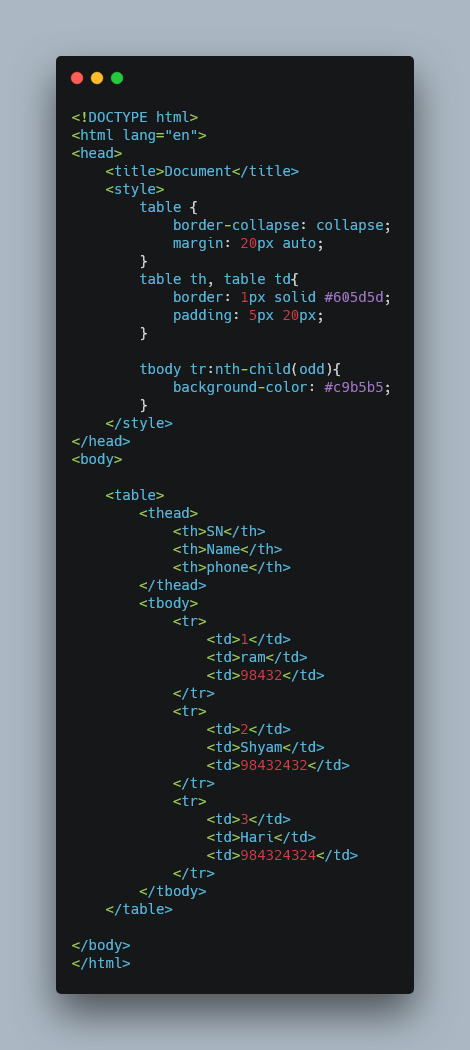 <!DOCTYPE html>
<html lang="en">
<head>
    <title>Document</title>
    <style>
        table {
            border-collapse: collapse;
            margin: 20px auto;
        }
        table th, table td{
            border: 1px solid #605d5d;
            padding: 5px 20px;
        }

        tbody tr:nth-child(odd){
            background-color: #c9b5b5;
        }
    </style>
</head>
<body>

    <table>
        <thead>
            <th>SN</th>
            <th>Name</th>
            <th>phone</th>
        </thead>
        <tbody>
            <tr>
                <td>1</td>
                <td>ram</td>
                <td>98432</td>
            </tr>
            <tr>
                <td>2</td>
                <td>Shyam</td>
                <td>98432432</td>
            </tr>
            <tr>
                <td>3</td>
                <td>Hari</td>
                <td>984324324</td>
            </tr>
        </tbody>
    </table>

</body>
</html>